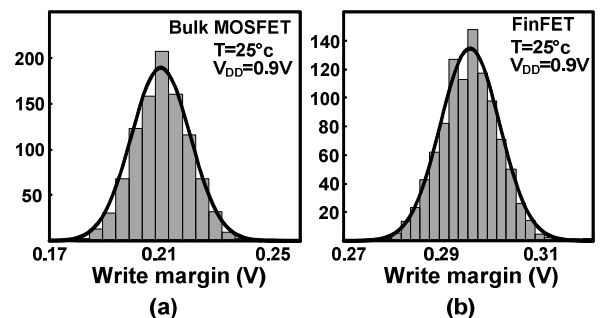 Bulk MOSFET
T=25°c
VDD=0.9V
200
150
100
50
0.17
0.21
0.25
Write margin (V)
(a)
FinFET
T=25°c
VDD=0.9V
140
120
100
80
60
40
20
0.27
0.29
0.31
Write margin (V)
(b)